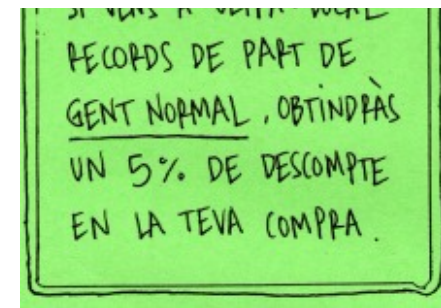 RECORDS DE PART DE
GENT NORMAL, OBTINDRÀS
UN 5% DE DESCOMPTE
EN LA TEVA COMPRA.